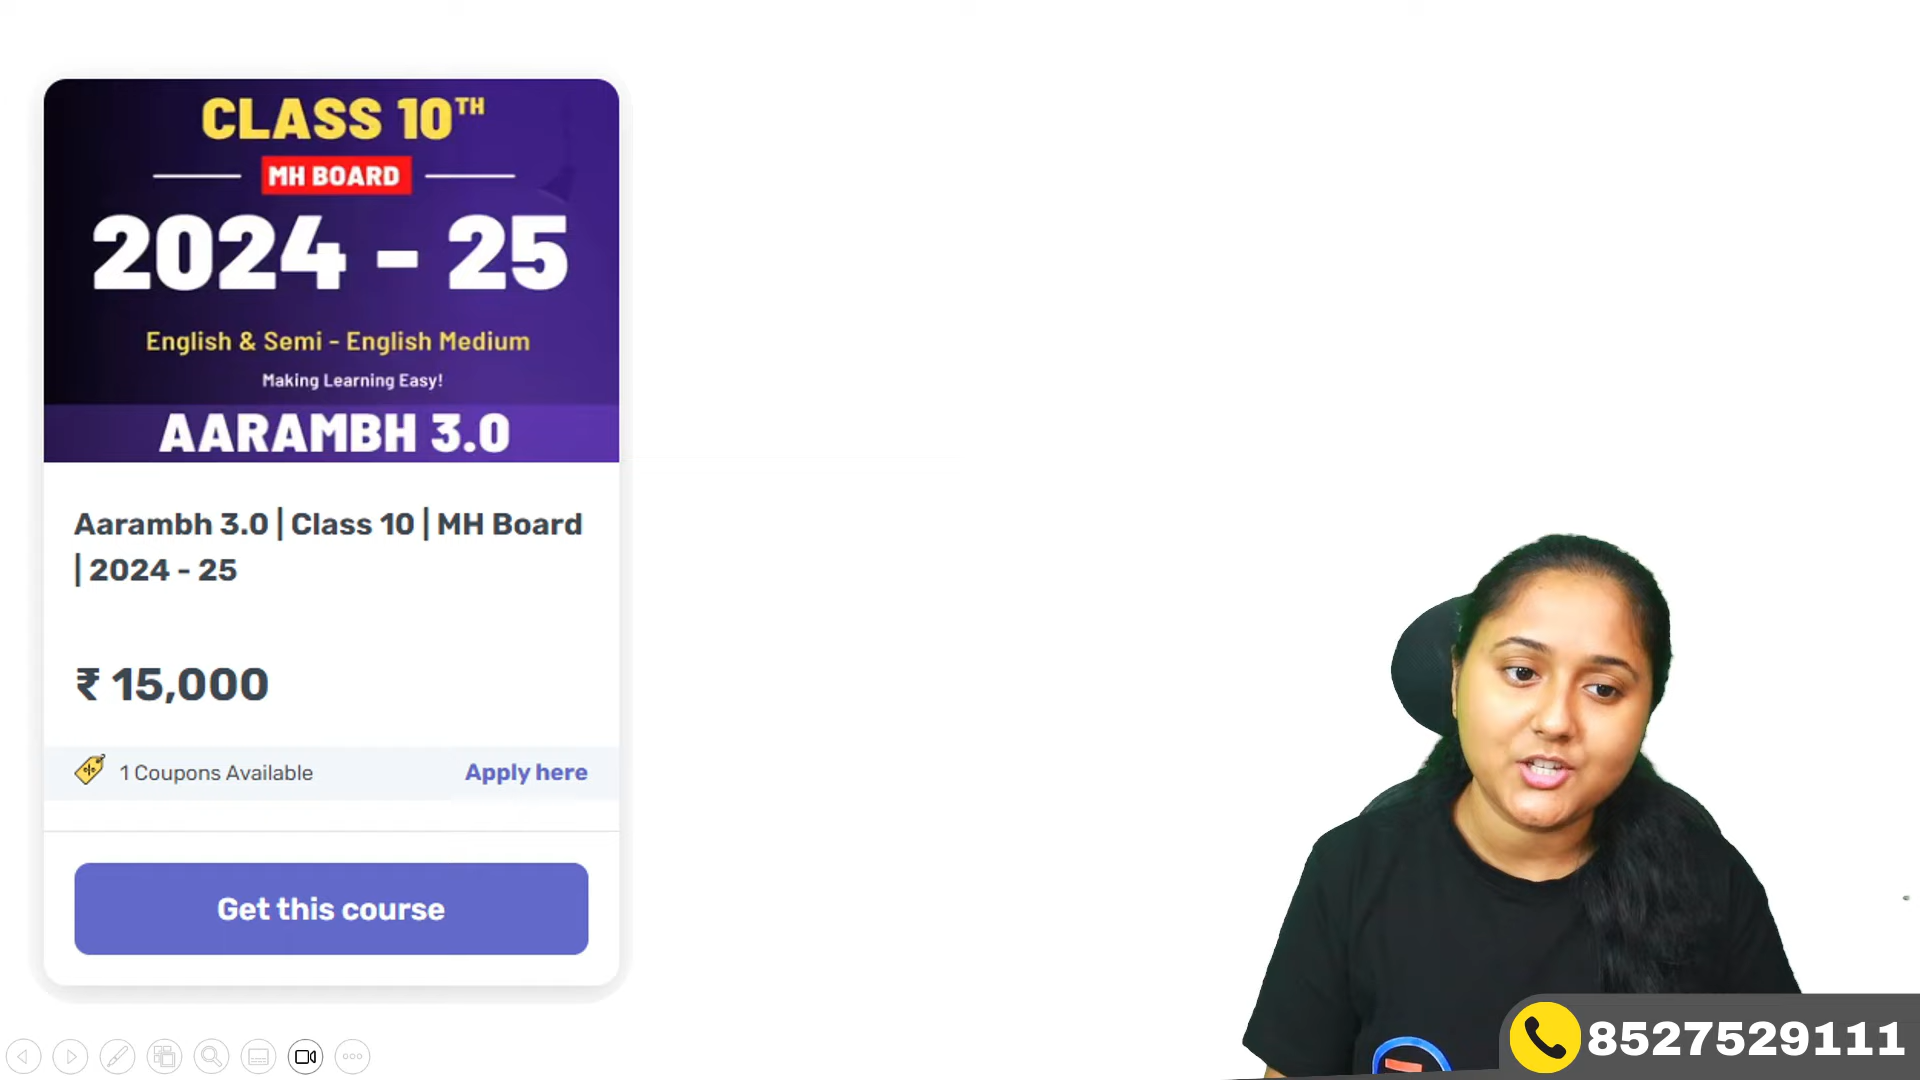 CLASS 10TH
MH BOARD
2024 - 25
English & Semi - English Medium
Making Learning Easy!
AARAMBH 3.0
Aarambh 3.0 | Class 10 | MH Board
| 2024 - 25
₹ 15,000
1 Coupons Available
Apply here
Get this course
8527529111